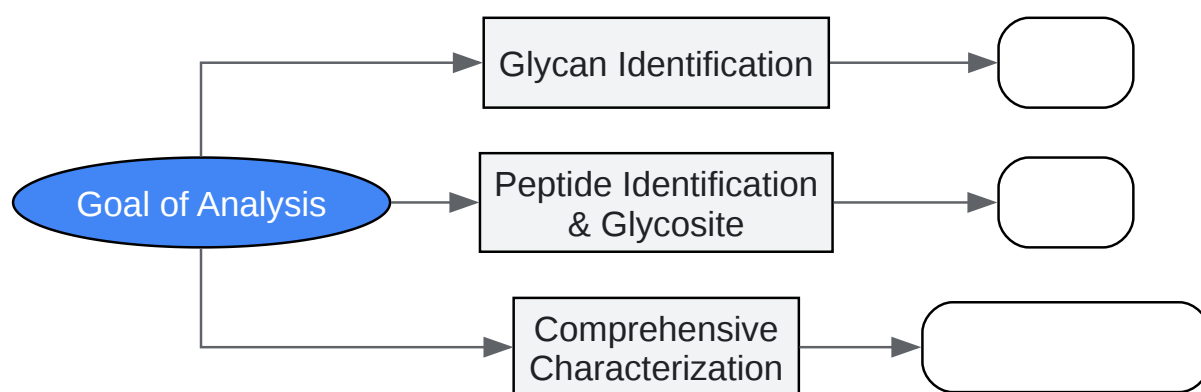 Glycan Identification
Goal of Analysis
Peptide Identification
& Glycosite
Comprehensive
Characterization